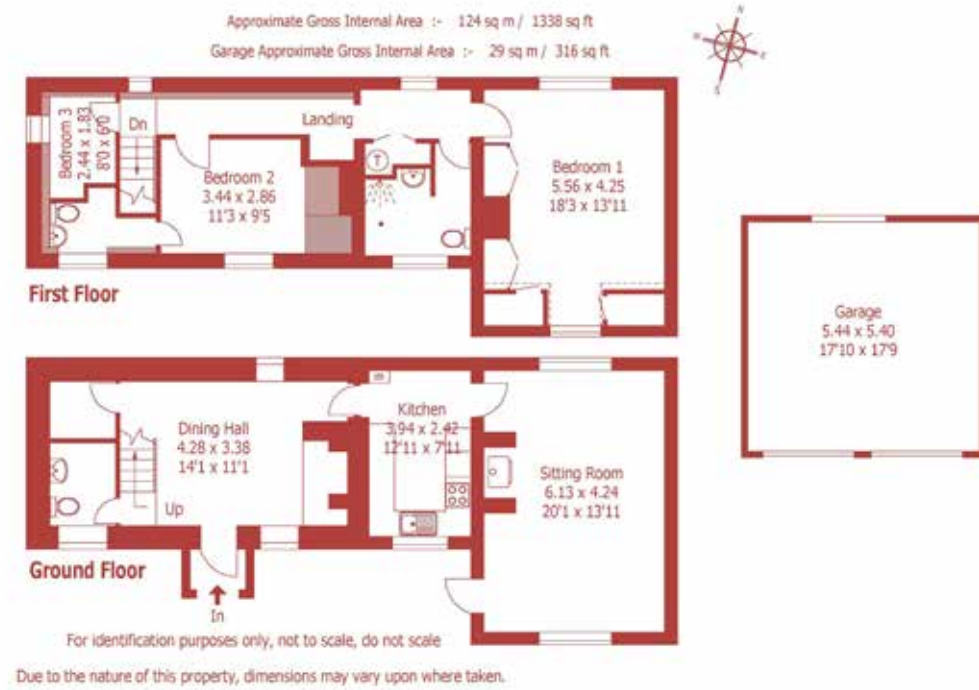 Approximate Gross Internal Area :- 124 sq m / 1338 sq ft
Garage Approximate Gross Internal Area :- 29 sq m / 316 sq ft
N
E
S
W
Bedroom 3
2.44 x 1.83
8'0 x 6'0
Dn
Landing
T
Bedroom 2
3.44 x 2.86
11'3 x 9'5
Bedroom 1
5.56 x 4.25
18'3 x 13'11
First Floor
Garage
5.44 x 5.40
17'10 x 17'9
Dining Hall
4.28 x 3.38
14'1 x 11'1
Up
Kitchen
3.94 x 2.42
12'11 x 7'11
Sitting Room
6.13 x 4.24
20'1 x 13'11
Ground Floor
In
For identification purposes only, not to scale, do not scale
Due to the nature of this property, dimensions may vary upon where taken.